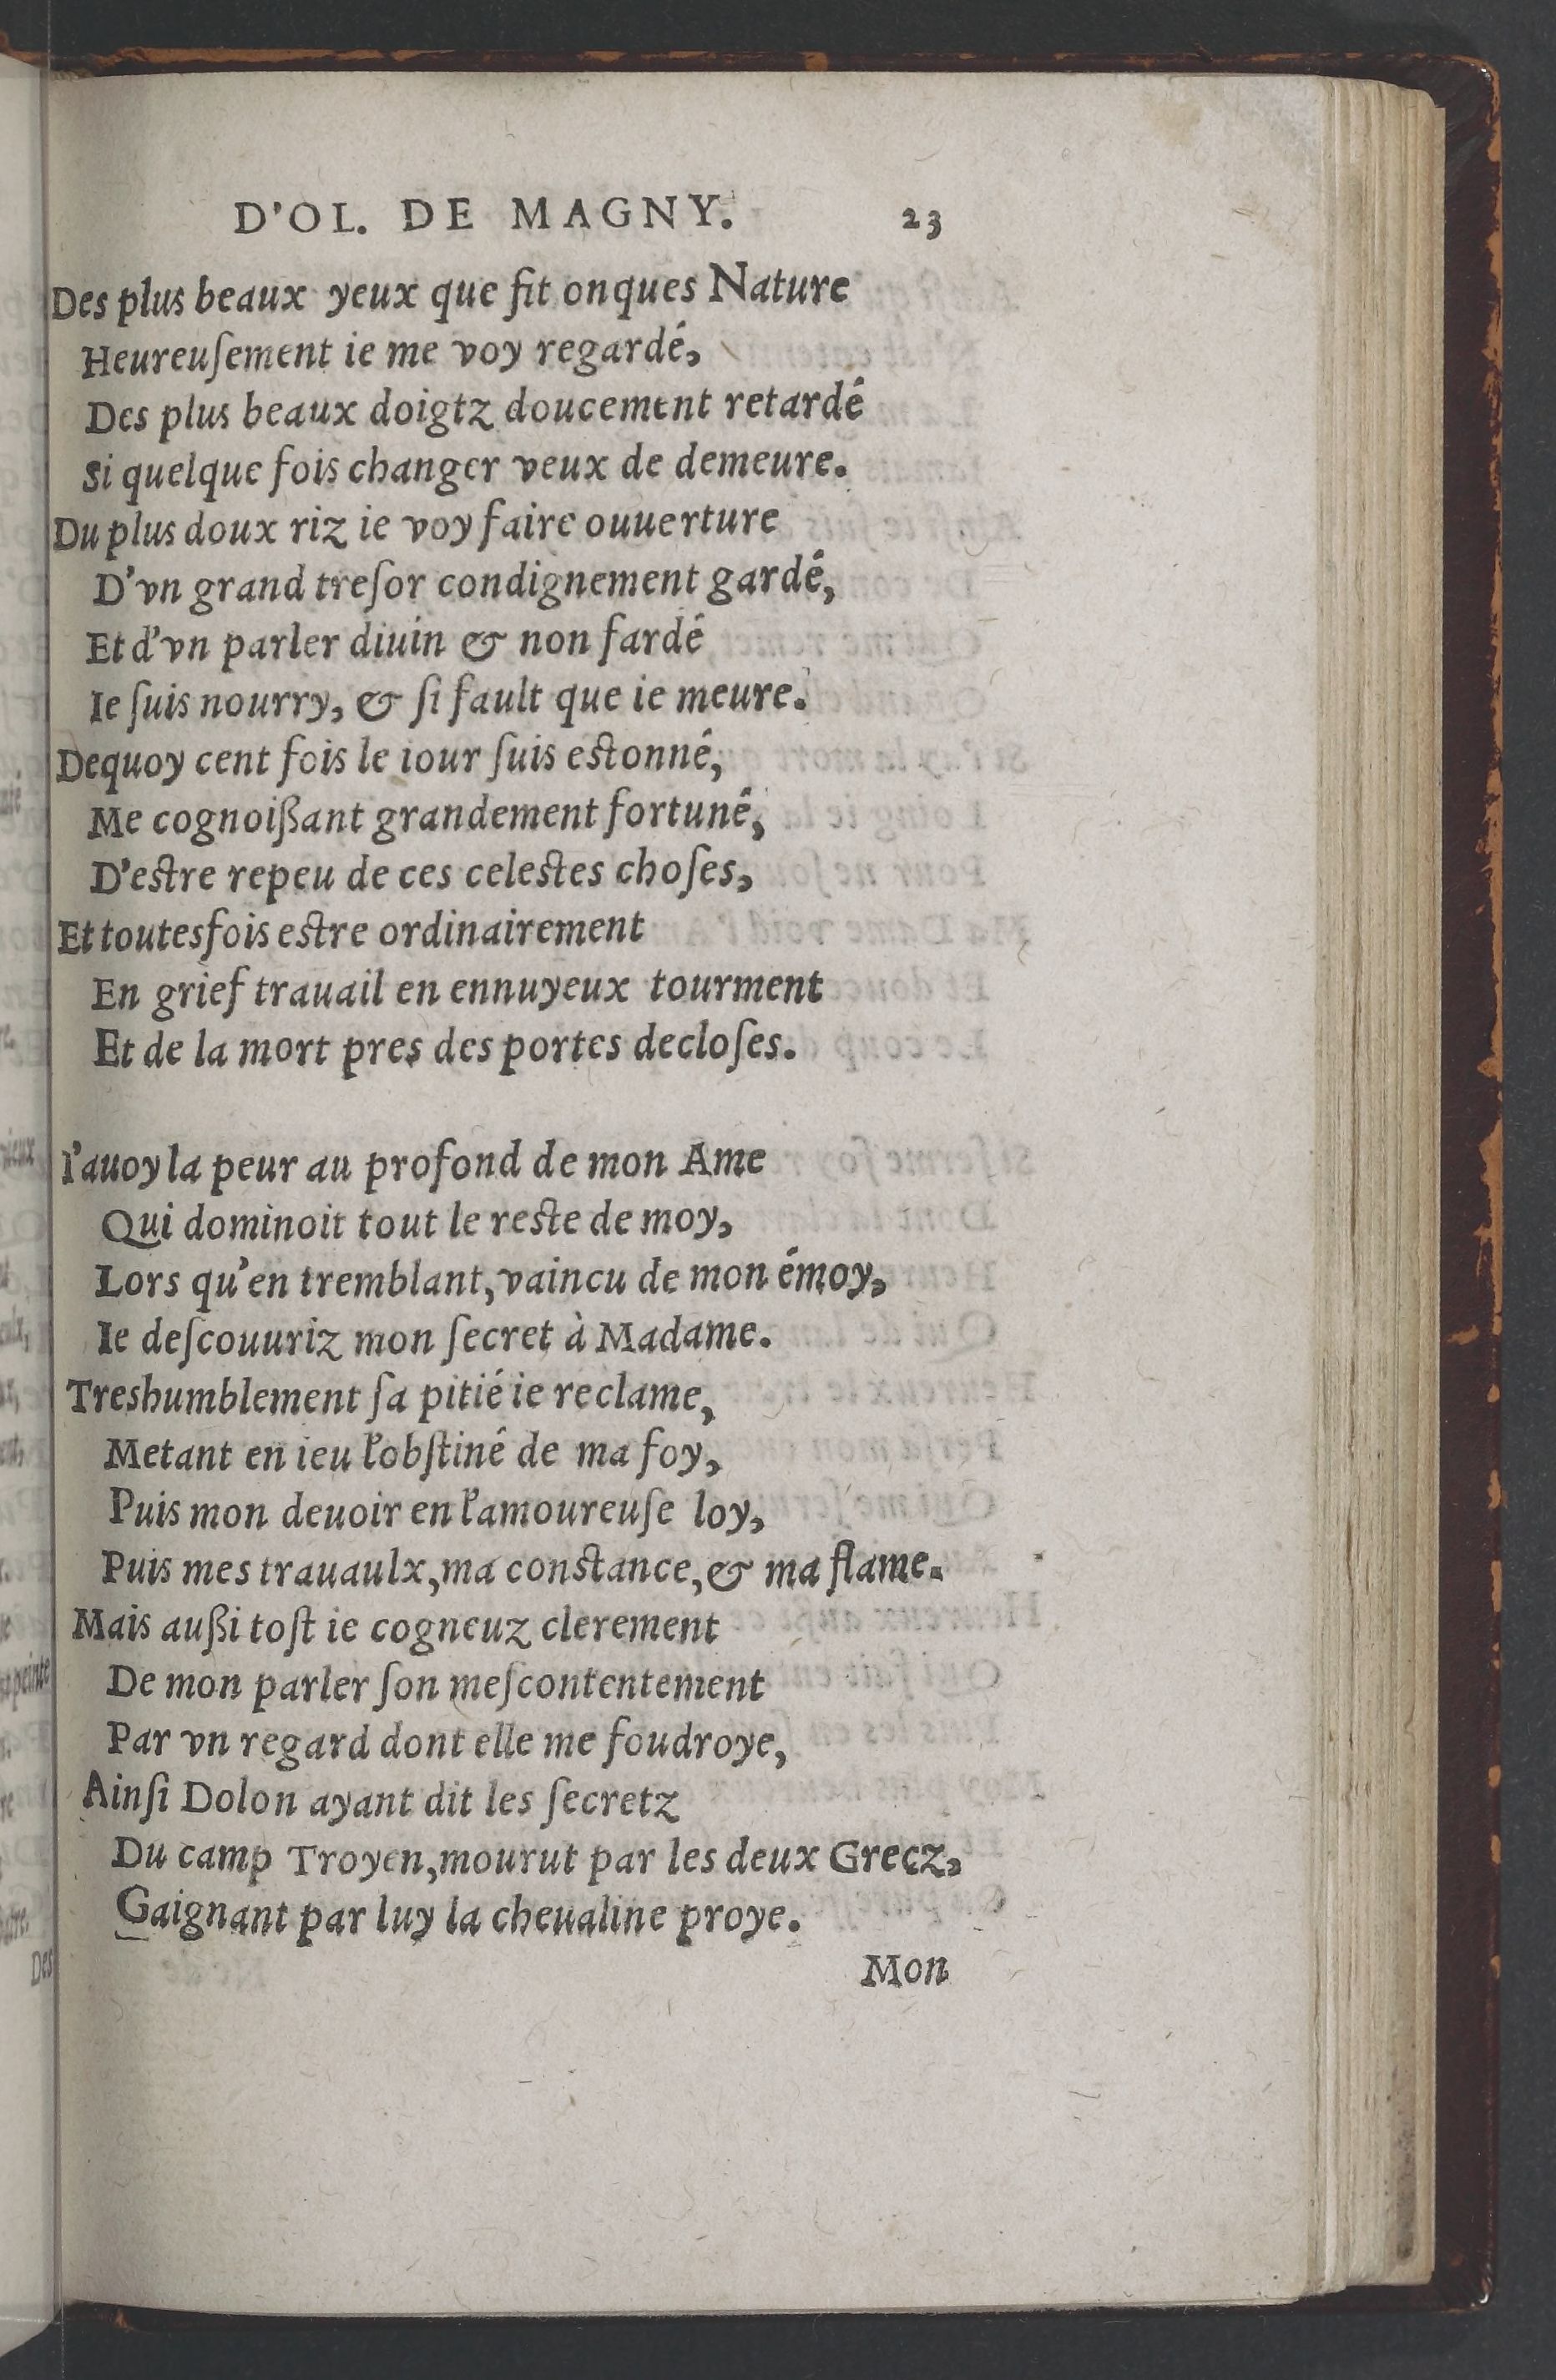 D'OL. DE MAGNY. 23
Des plus beaux yeux que fit onques Nature
Heureuſement ie me voy regardé,
Des plus beaux doigtz doucement retardé
Si quelque fois changer veux de demeure.
Du plus doux riz ie voy faire ouuerture
D'vn grand treſor condignement gardé,
Et d'vn parler diuin & non fardé
Ie ſuis nourry, & ſi fault que ie meure.
Dequoy cent fois le iour ſuis estonné,
Me cognoißant grandement fortuné,
D'estre repeu de ces celestes choſes,
Et toutesfois estre ordinairement
En grief trauail en ennuyeux tourment
Et de la mort pres des portes decloſes.
I'auoy la peur au profond de mon Ame
Qui dominoit tout le reste de moy,
Lors qu'en tremblant, vaincu de mon émoy,
Ie deſcouuriz mon ſecret à Madame.
Treshumblement ſa pitié ie reclame,
Metant en ieu l'obſtiné de ma foy,
Puis mon deuoir en l'amoureuſe loy,
Puis mes trauaulx, ma constance, & ma flame.
Mais außi toſt ie cogneuz clerement
De mon parler ſon meſcontentement
Par vn regard dont elle me foudroye,
Ainſi Dolon ayant dit les ſecretz
Du camp Troyen, mourut par les deux Grecz,
Gaignant par luy la cheualine proye.
Mon